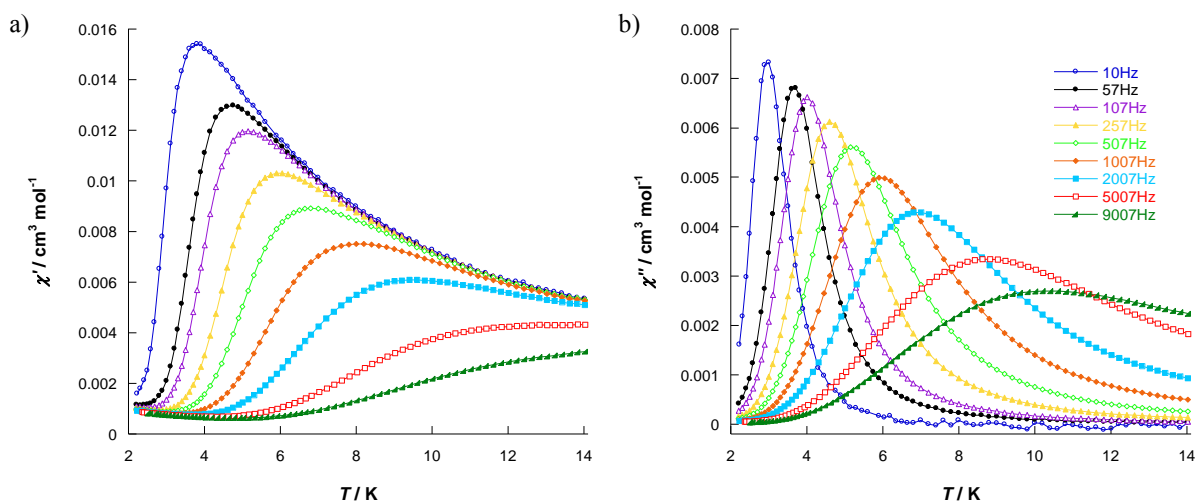 a)
0.016
0.014
0.012
0.01
0.008
0.006
0.004
0.002
0
χ' / cm³ mol⁻¹
2 4 6 8 10 12 14
T / K
b)
0.008
0.007
0.006
0.005
0.004
0.003
0.002
0.001
0
χ'' / cm³ mol⁻¹
2 4 6 8 10 12 14
T / K
10Hz
57Hz
107Hz
257Hz
507Hz
1007Hz
2007Hz
5007Hz
9007Hz